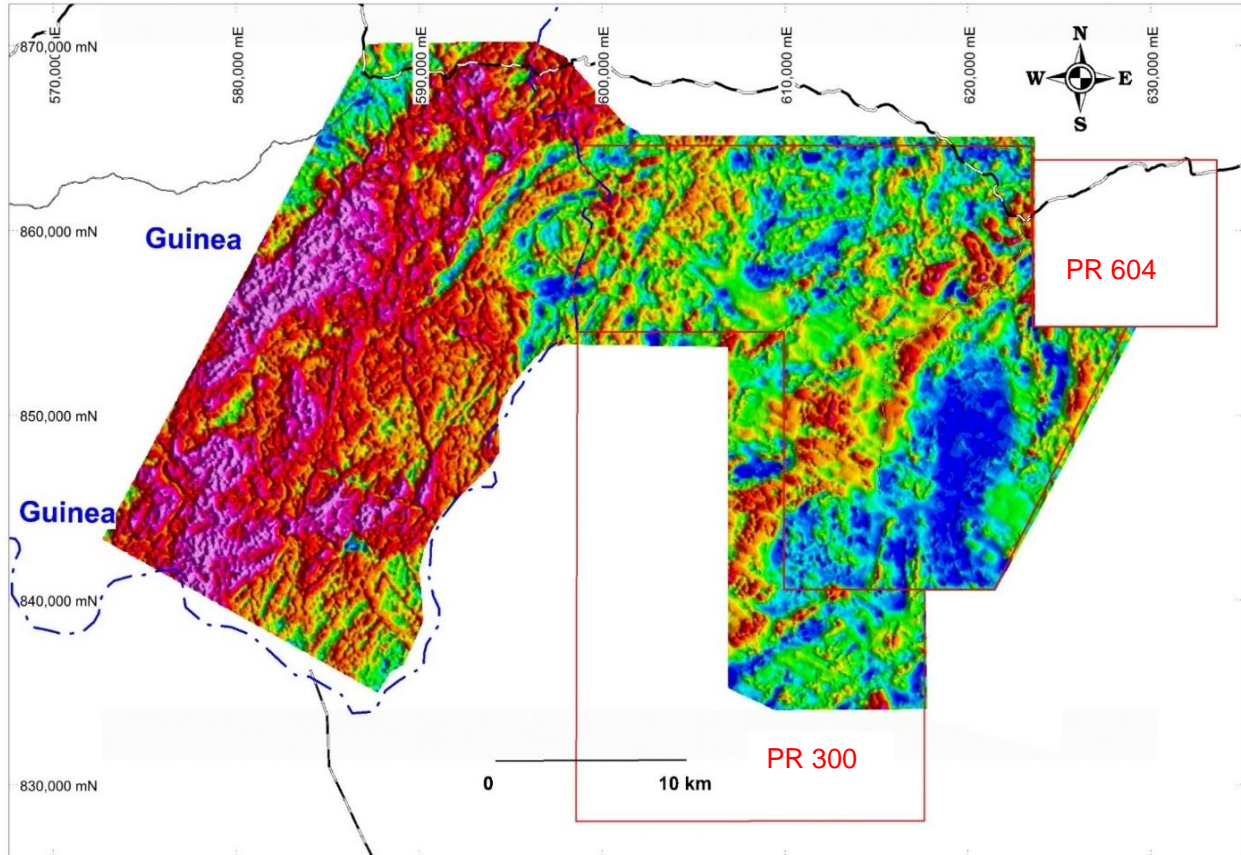 570,000 mE
580,000 mE
590,000 mE
600,000 mE
610,000 mE
620,000 mE
630,000 mE
870,000 mN
N
W E
S
860,000 mN
Guinea
PR 604
850,000 mN
Guinea
840,000 mN
830,000 mN
PR 300
0 10 km